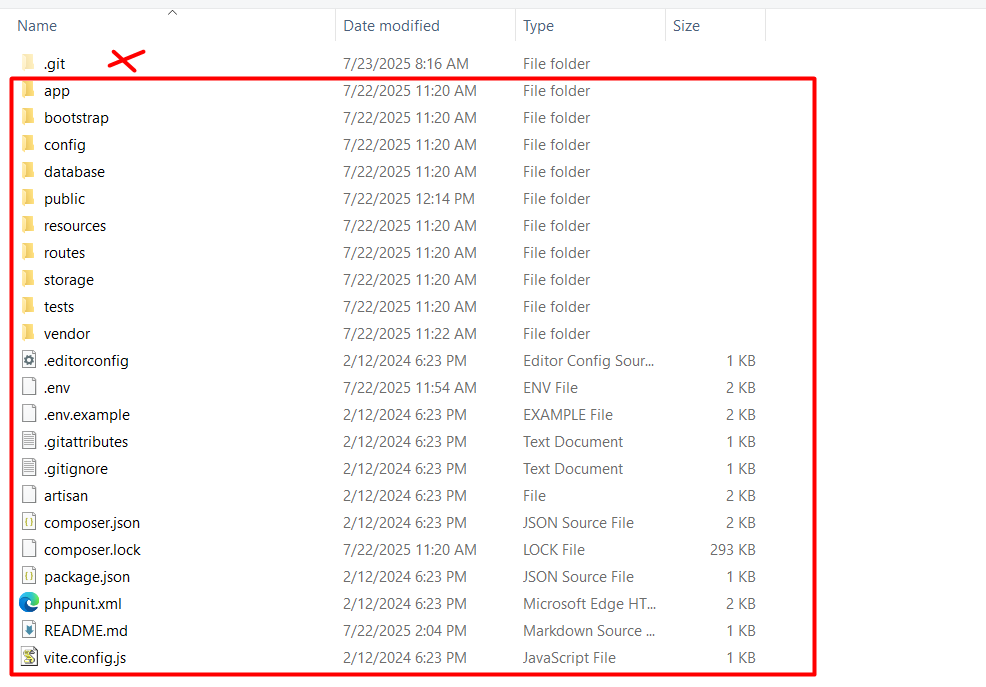 Name Date modified Type Size
.git 7/23/2025 8:16 AM File folder
app 7/22/2025 11:20 AM File folder
bootstrap 7/22/2025 11:20 AM File folder
config 7/22/2025 11:20 AM File folder
database 7/22/2025 11:20 AM File folder
public 7/22/2025 12:14 PM File folder
resources 7/22/2025 11:20 AM File folder
routes 7/22/2025 11:20 AM File folder
storage 7/22/2025 11:20 AM File folder
tests 7/22/2025 11:20 AM File folder
vendor 7/22/2025 11:22 AM File folder
.editorconfig 2/12/2024 6:23 PM Editor Config Sour... 1 KB
.env 7/22/2025 11:54 AM ENV File 2 KB
.env.example 2/12/2024 6:23 PM EXAMPLE File 2 KB
.gitattributes 2/12/2024 6:23 PM Text Document 1 KB
.gitignore 2/12/2024 6:23 PM Text Document 1 KB
artisan 2/12/2024 6:23 PM File 2 KB
composer.json 2/12/2024 6:23 PM JSON Source File 2 KB
composer.lock 7/22/2025 11:20 AM LOCK File 293 KB
package.json 2/12/2024 6:23 PM JSON Source File 1 KB
phpunit.xml 2/12/2024 6:23 PM Microsoft Edge HT... 2 KB
README.md 7/22/2025 2:04 PM Markdown Source ... 1 KB
vite.config.js 2/12/2024 6:23 PM JavaScript File 1 KB